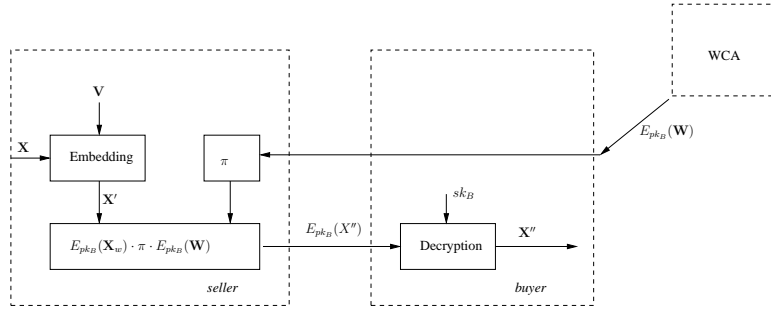 WCA
V
X
Embedding
π
E_{pk_B}(W)
X′
sk_B
E_{pk_B}(X_w) · π · E_{pk_B}(W)
E_{pk_B}(X′′)
Decryption
X′′
seller
buyer